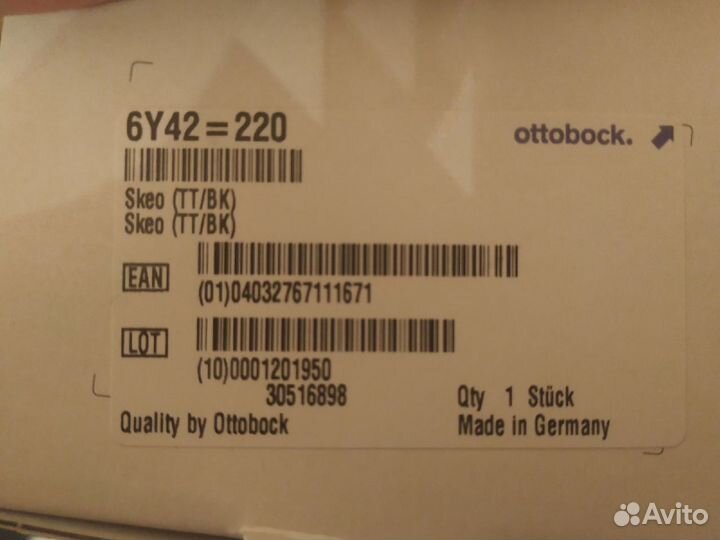 6Y42=220
ottobock.
Skeo (TT/BK)
Skeo (TT/BK)
EAN
(01)04032767111671
LOT
(10)0001201950
30516898
Qty 1 Stück
Quality by Ottobock
Made in Germany
Avito